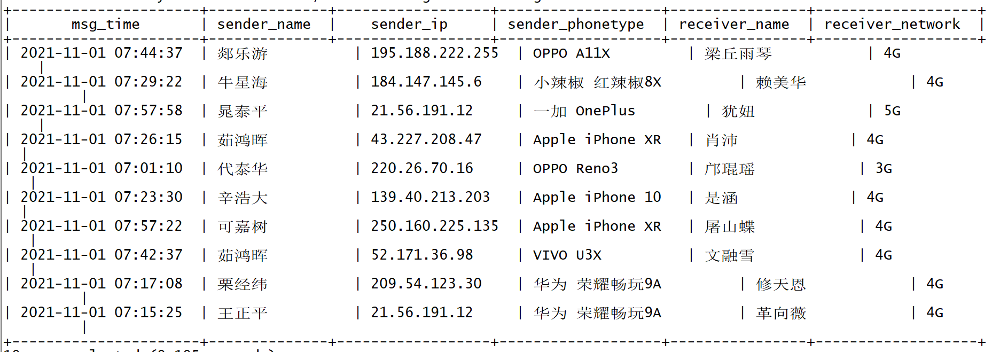 +----------------------+--------------+------------------+-------------------+----------------+-------------------+
|       msg_time       | sender_name  |    sender_ip     | sender_phonetype  | receiver_name  | receiver_network  |
+----------------------+--------------+------------------+-------------------+----------------+-------------------+
| 2021-11-01 07:44:37  | 郯乐游          | 195.188.222.255  | OPPO A11X         | 梁丘雨琴           | 4G                |
| 2021-11-01 07:29:22  | 牛星海          | 184.147.145.6    | 小辣椒 红辣椒8X         | 赖美华            | 4G                |
| 2021-11-01 07:57:58  | 晁泰平          | 21.56.191.12     | 一加 OnePlus        | 犹妞             | 5G                |
| 2021-11-01 07:26:15  | 茹鸿晖          | 43.227.208.47    | Apple iPhone XR   | 肖沛             | 4G                |
| 2021-11-01 07:01:10  | 代泰华          | 220.26.70.16     | OPPO Reno3        | 邝琨瑶            | 3G                |
| 2021-11-01 07:23:30  | 辛浩大          | 139.40.213.203   | Apple iPhone 10   | 是涵             | 4G                |
| 2021-11-01 07:57:22  | 可嘉树          | 250.160.225.135  | Apple iPhone XR   | 屠山蝶            | 4G                |
| 2021-11-01 07:42:37  | 茹鸿晖          | 52.171.36.98     | VIVO U3X          | 文融雪            | 4G                |
| 2021-11-01 07:17:08  | 栗经纬          | 209.54.123.30    | 华为 荣耀畅玩9A         | 修天恩            | 4G                |
| 2021-11-01 07:15:25  | 王正平          | 21.56.191.12     | 华为 荣耀畅玩9A         | 革向薇            | 4G                |
+----------------------+--------------+------------------+-------------------+----------------+-------------------+